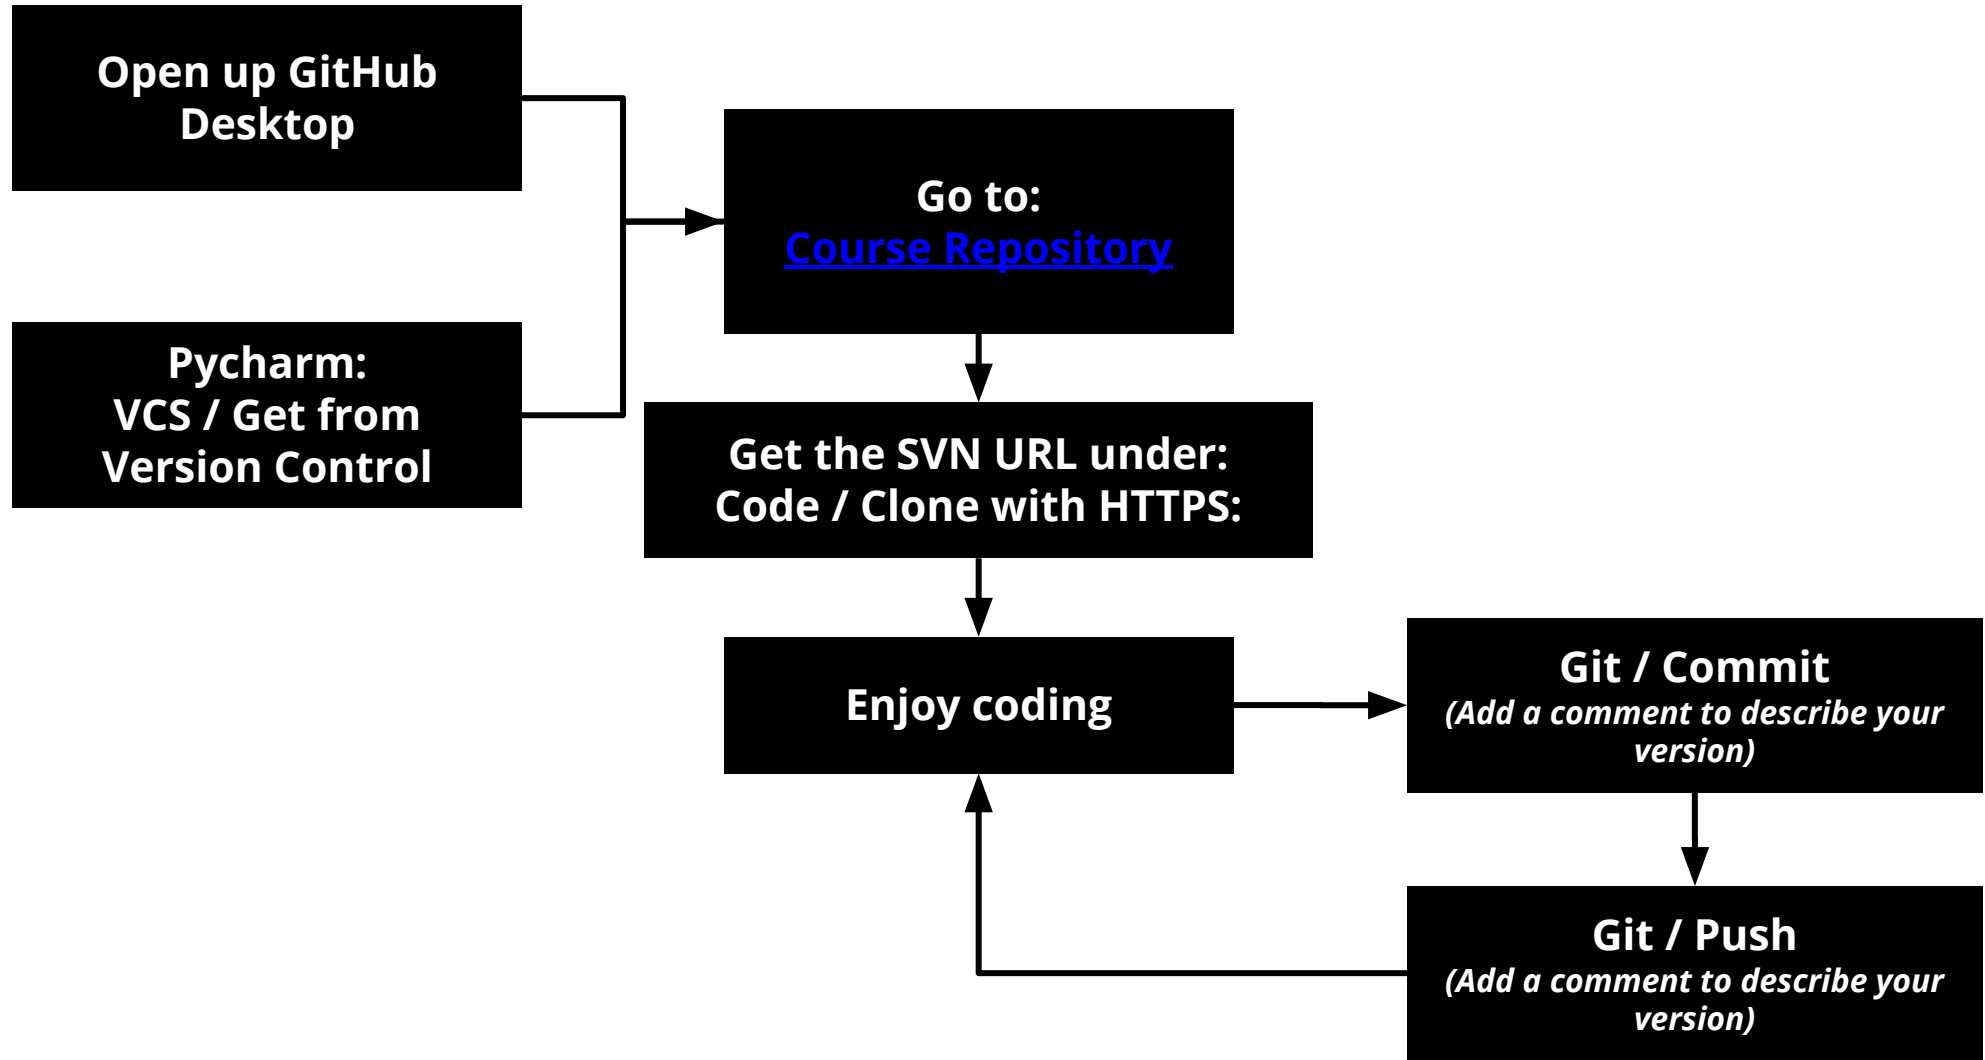 Open up GitHub
Desktop
Pycharm:
VCS / Get from
Version Control
Go to:
Course Repository
Get the SVN URL under:
Code / Clone with HTTPS:
Enjoy coding
Git / Commit
(Add a comment to describe your
version)
Git / Push
(Add a comment to describe your
version)